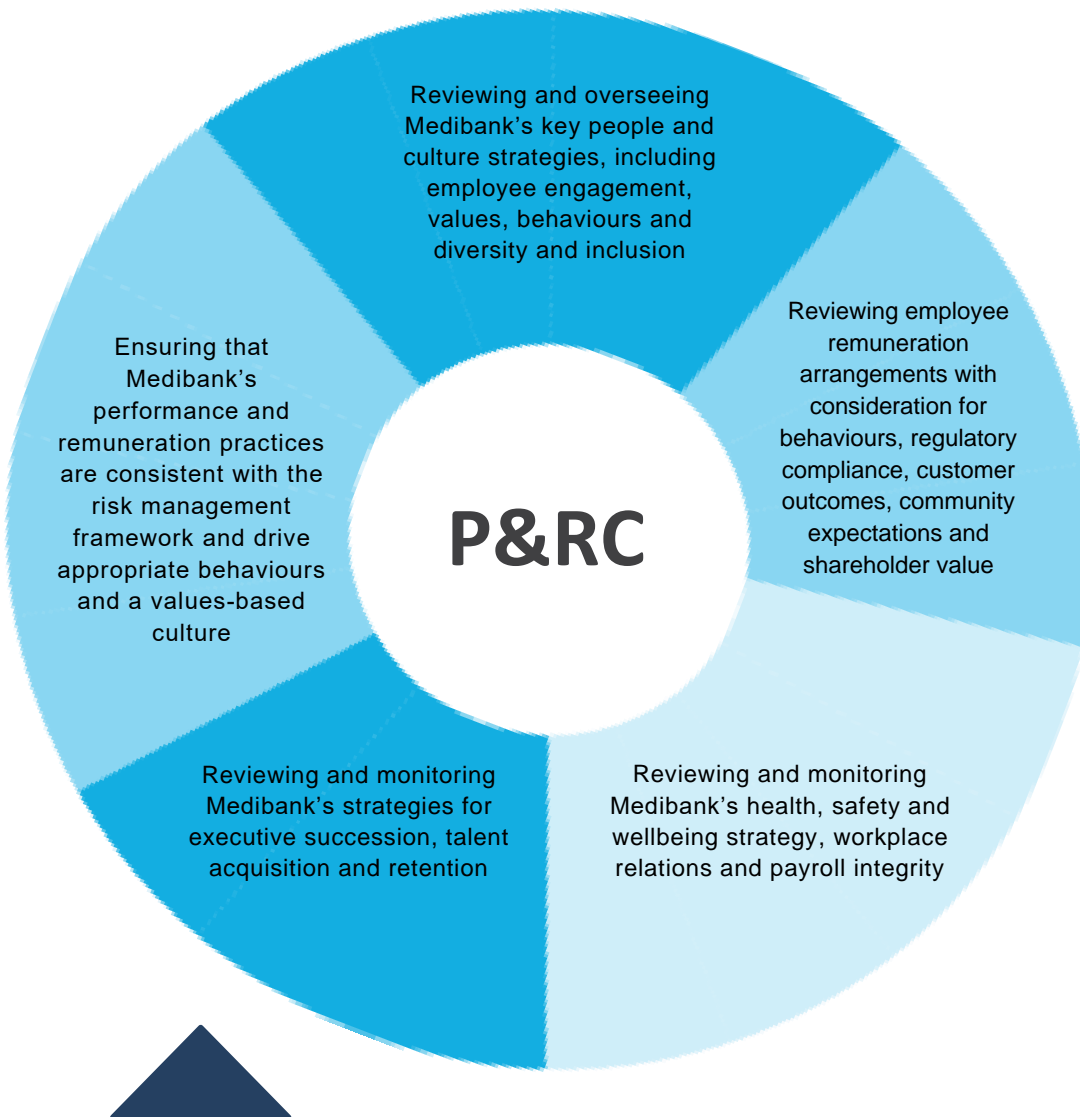 Reviewing and overseeing
Medibank's key people and
culture strategies, including
employee engagement,
values, behaviours and
diversity and inclusion
Reviewing employee
remuneration
arrangements with
consideration for
behaviours, regulatory
compliance, customer
outcomes, community
expectations and
shareholder value
Ensuring that
Medibank's
performance and
remuneration practices
are consistent with the
risk management
framework and drive
appropriate behaviours
and a values-based
culture
P&RC
Reviewing and monitoring
Medibank's strategies for
executive succession, talent
acquisition and retention
Reviewing and monitoring
Medibank's health, safety and
wellbeing strategy, workplace
relations and payroll integrity